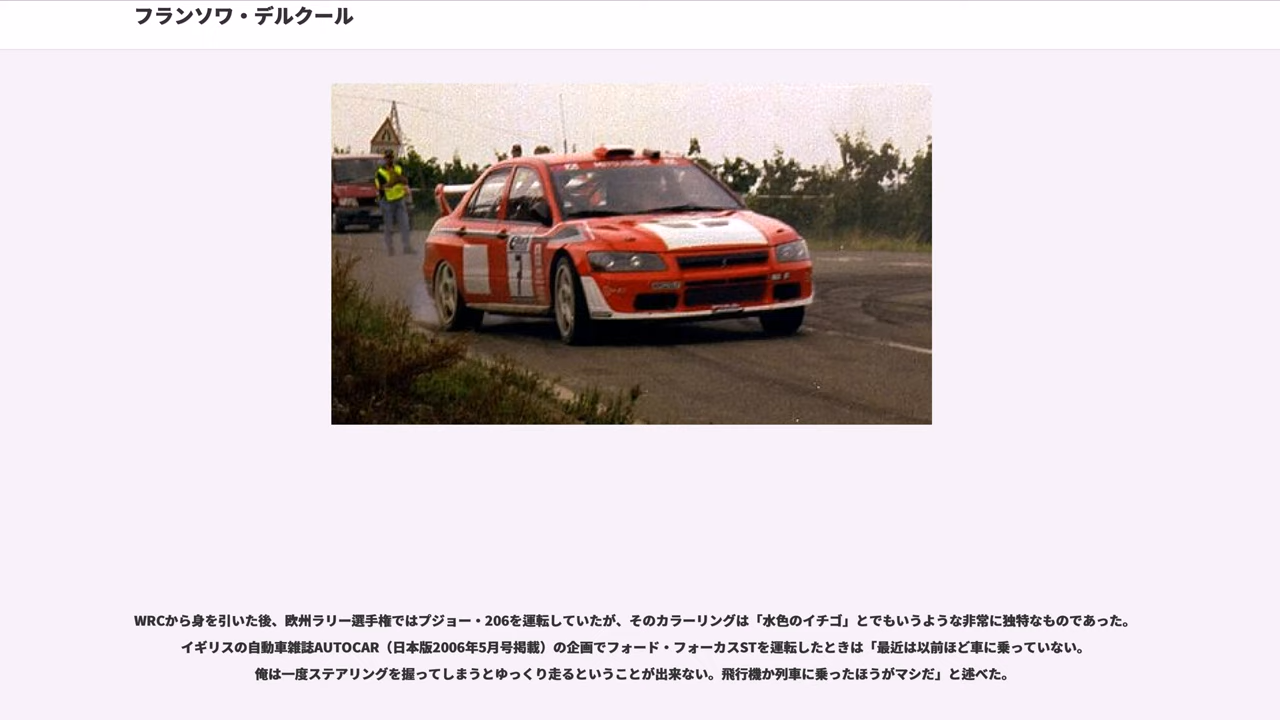 フランソワ・デルクール
7
WRCから身を引いた後、欧州ラリー選手権ではプジョー・206を運転していたが、そのカラーリングは「水色のイチゴ」とでもいうような非常に独特なものであった。
イギリスの自動車雑誌AUTOCAR（日本版2006年5月号掲載）の企画でフォード・フォーカスSTを運転したときは「最近は以前ほど車に乗っていない。
俺は一度ステアリングを握ってしまうとゆっくり走るということが出来ない。飛行機か列車に乗ったほうがマシだ」と述べた。